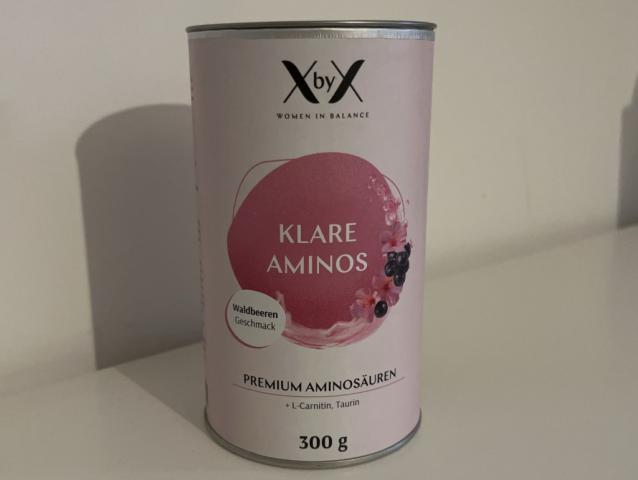 XbyX
WOMEN IN BALANCE
KLARE
AMINOS
Waldbeeren
Geschmack
PREMIUM AMINOSÄUREN
+ L-Carnitin, Taurin
300 g